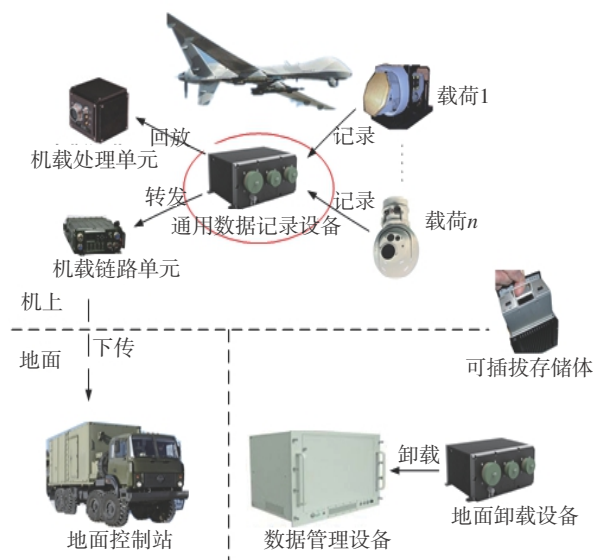 载荷1
回放
记录
机载处理单元
转发
记录
载荷n
通用数据记录设备
机载链路单元
机上
地面
下传
可插拔存储体
卸载
地面控制站
数据管理设备
地面卸载设备